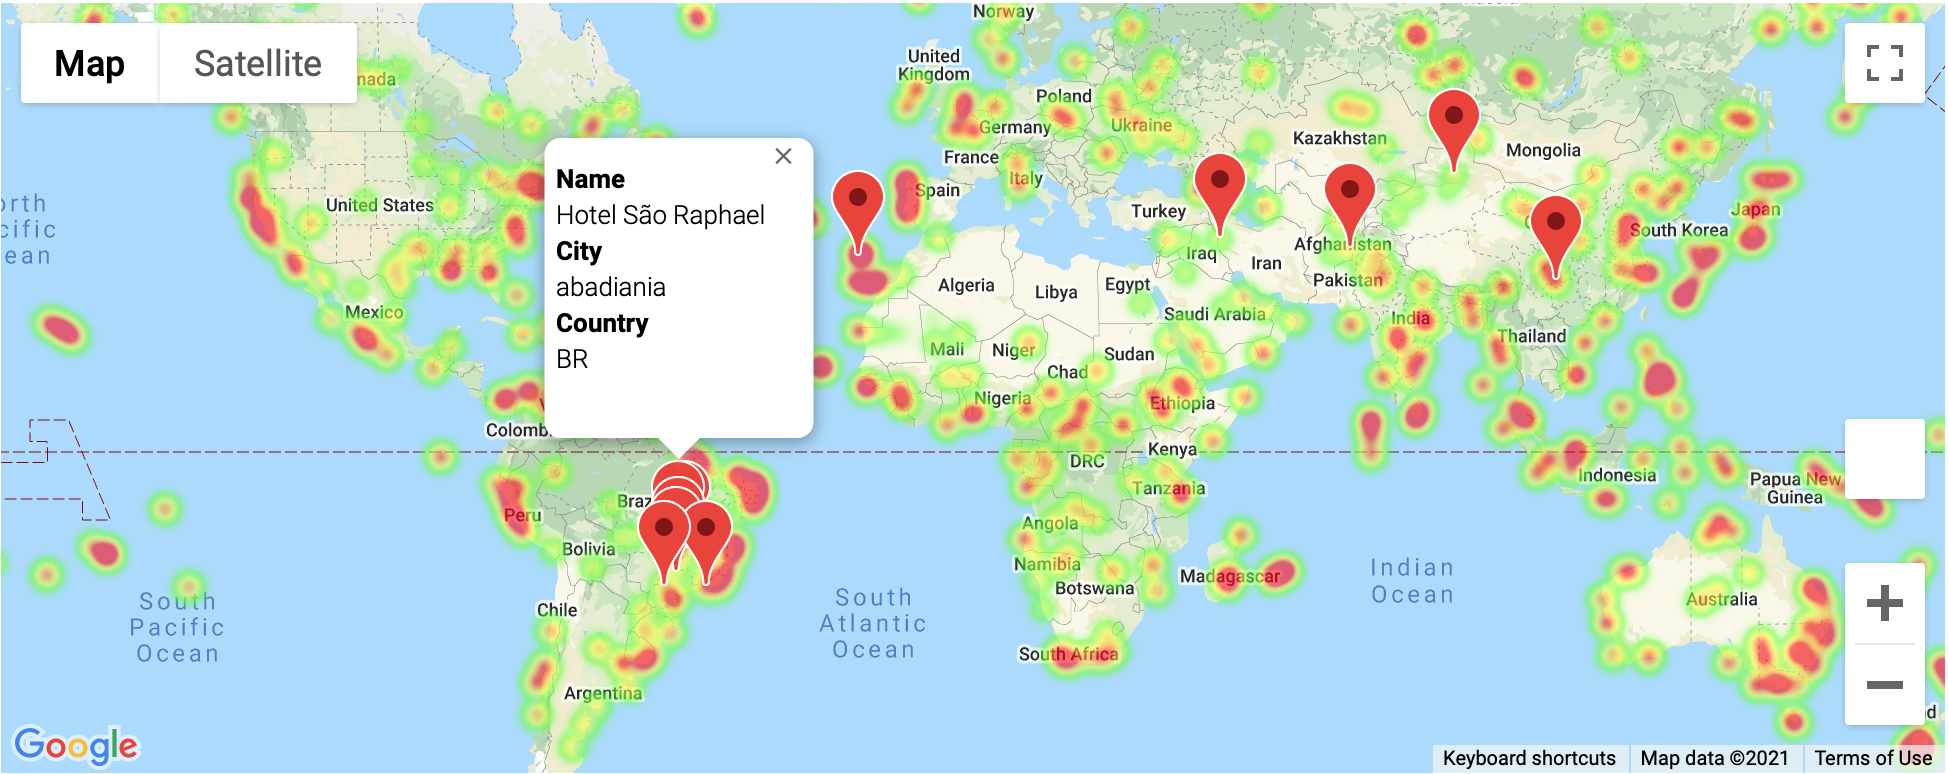 Map
Satellite
nada
Norway
United
Kingdom
Poland
Germany
Ukraine
Kazakhstan
Mongolia
France
Italy
Spain
Turkey
United States
orth
cific
ean
Japan
South Korea
Afghanistan
Iraq
Iran
Pakistan
Algeria
Libya
Egypt
Saudi Arabia
India
Thailand
Mexico
Mali
Niger
Chad
Sudan
Nigeria
Ethiopia
Name
Hotel São Raphael
City
abadiania
Country
BR
Colomb
DRC
Kenya
Tanzania
Indonesia
Papua New
Guinea
Braz
Peru
Bolivia
Angola
Namibia
Botswana
Madagascar
Indian
Ocean
Australia
Chile
South
Pacific
Ocean
South
Atlantic
Ocean
South Africa
Argentina
d
Google
Keyboard shortcuts
Map data ©2021
Terms of Use